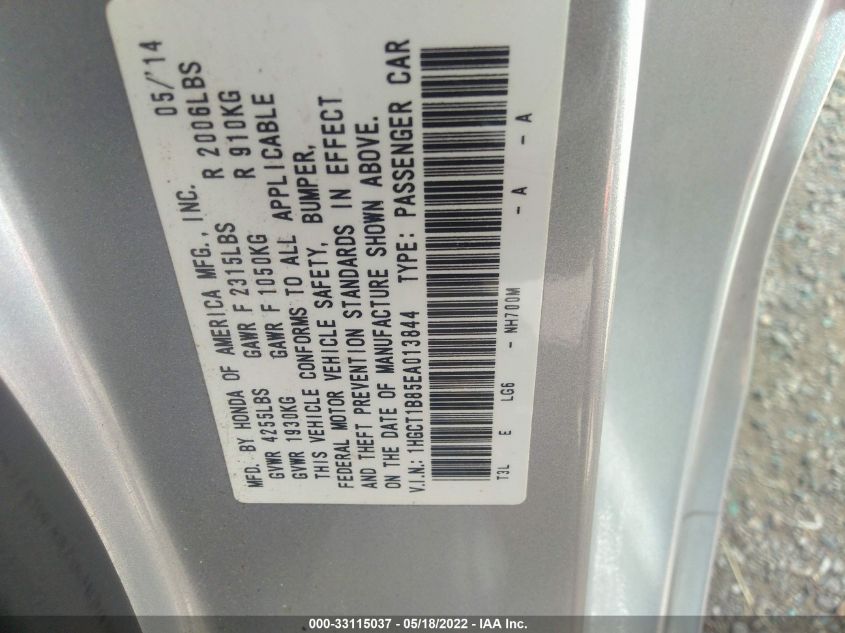 MFD. BY HONDA OF AMERICA MFG., INC. 05/'14
GVWR 4255LBS GAWR F 2315LBS R 2006LBS
GVWR 1930KG GAWR F 1050KG R 910KG
THIS VEHICLE CONFORMS TO ALL APPLICABLE
FEDERAL MOTOR VEHICLE SAFETY, BUMPER,
AND THEFT PREVENTION STANDARDS IN EFFECT
ON THE DATE OF MANUFACTURE SHOWN ABOVE.
V.I.N.: 1HGCT1B85EA013844 TYPE: PASSENGER CAR
T3L E LG6 - NH700M - A - A
000-33115037 - 05/18/2022 - IAA Inc.